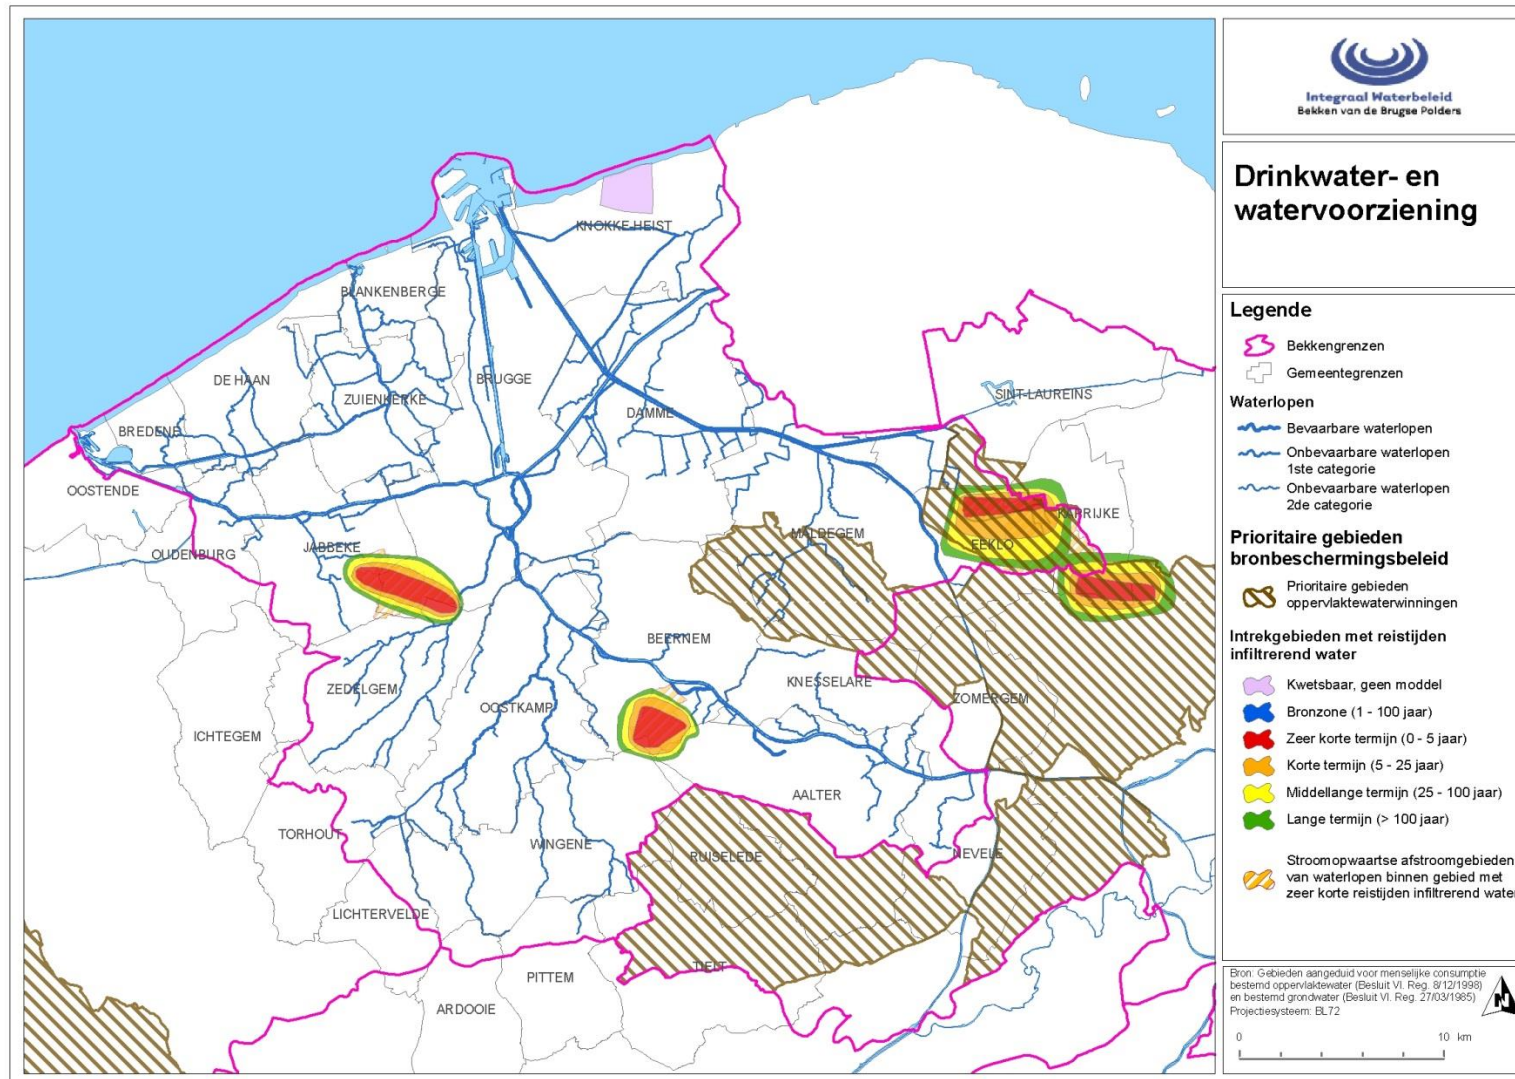 Integraal Waterbeleid
Bekken van de Brugse Polders
Drinkwater- en
watervoorziening
Legende
Bekkengrenzen
Gemeentegrenzen
Waterlopen
Bevaarbare waterlopen
Onbevaarbare waterlopen
1ste categorie
Onbevaarbare waterlopen
2de categorie
Prioritaire gebieden
bronbeschermingsbeleid
Prioritaire gebieden
oppervlaktewaterwinningen
Intrekgebieden met reistijden
infiltrerend water
Kwetsbaar, geen moddel
Bronzone (1 - 100 jaar)
Zeer korte termijn (0 - 5 jaar)
Korte termijn (5 - 25 jaar)
Middellange termijn (25 - 100 jaar)
Lange termijn (> 100 jaar)
Stroomopwaartse afstroomgebieden
van waterlopen binnen gebied met
zeer korte reistijden infiltrerend water
Bron: Gebieden aangeduid voor menselijke consumptie
bestemd oppervlaktewater (Besluit Vl. Reg. 8/12/1998)
en bestemd grondwater (Besluit Vl. Reg. 27/03/1985)
Projectiesysteem: BL72
N
0 10 km
KNOKKE-HEIST
BLANKENBERGE
DE HAAN
BRUGGE
ZUIENKERKE
DAMME
SINT-LAUREINS
BREDENE
OOSTENDE
KAPRIJKE
MALDEGEM
EEKLO
JABBEKE
OUDENBURG
BEERNEM
ZEDELGEM
KNESSELARE
OOSTKAMP
ZOMERGEM
ICHTEGEM
AALTER
TORHOUT
WINGENE
RUISELEDE
NEVELE
LICHTERVELDE
TIELT
PITTEM
ARDOOIE